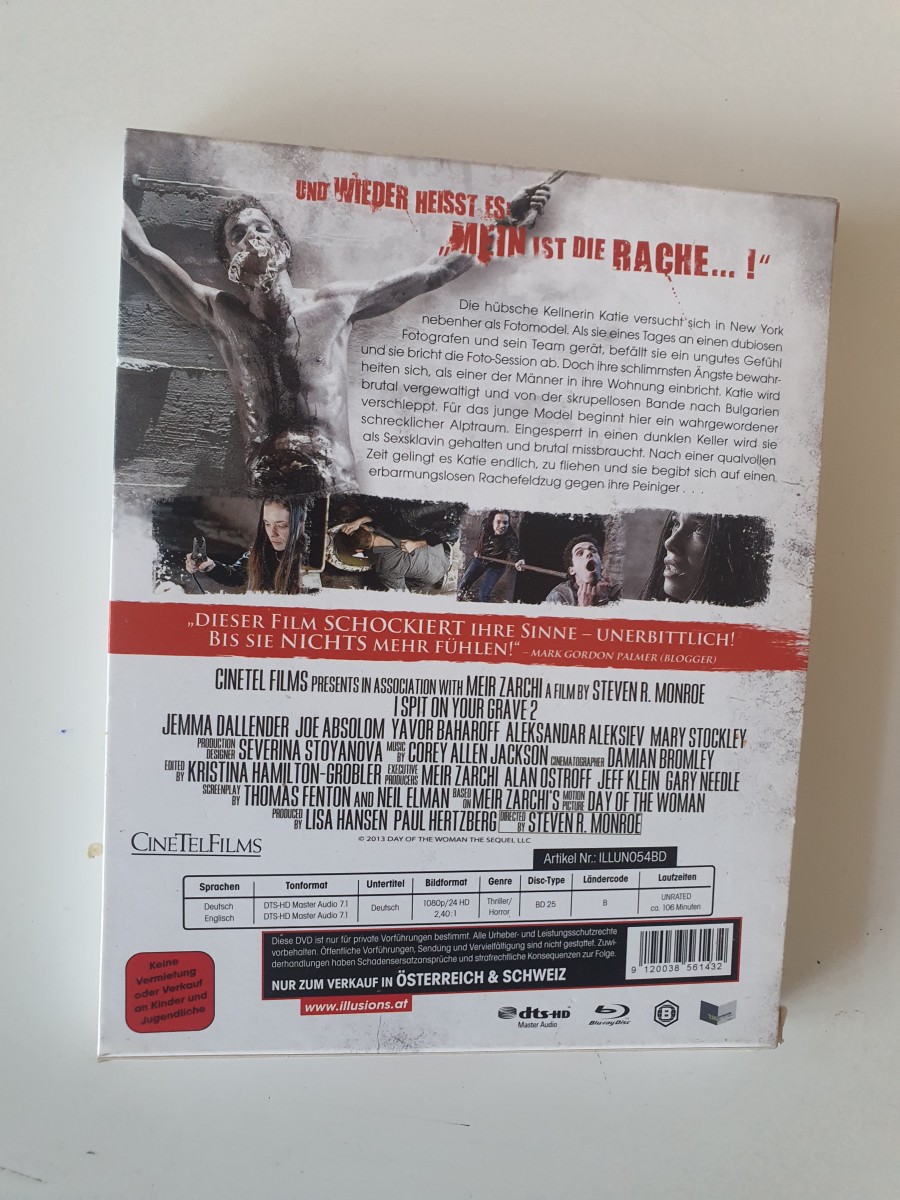 UND WIEDER HEISST ES:
„MEIN IST DIE RACHE... !“
Die hübsche Kellnerin Katie versucht sich in New York
nebenher als Fotomodel. Als sie eines Tages an einen dubiosen
Fotografen und sein Team gerät, befällt sie ein ungutes Gefühl
und sie bricht die Foto-Session ab. Doch ihre schlimmsten Ängste bewahr-
heiten sich, als einer der Männer in ihre Wohnung einbricht. Katie wird
brutal vergewaltigt und von der skrupellosen Bande nach Bulgarien
verschleppt. Für das junge Model beginnt hier ein wahrgewordener
schrecklicher Alptraum. Eingesperrt in einen dunklen Keller wird sie
als Sexsklavin gehalten und brutal missbraucht. Nach einer qualvollen
Zeit gelingt es Katie endlich, zu fliehen und sie begibt sich auf einen
erbarmungslosen Rachefeldzug gegen ihre Peiniger . . .
„DIESER FILM SCHOCKIERT IHRE SINNE – UNERBITTLICH!
BIS SIE NICHTS MEHR FÜHLEN!“ – MARK GORDON PALMER (BLOGGER)
CINETEL FILMS PRESENTS IN ASSOCIATION WITH MEIR ZARCHI A FILM BY STEVEN R. MONROE
I SPIT ON YOUR GRAVE 2
JEMMA DALLENDER JOE ABSOLOM YAVOR BAHAROFF ALEKSANDAR ALEKSIEV MARY STOCKLEY
PRODUCTION DESIGNER SEVERINA STOYANOVA MUSIC BY COREY ALLEN JACKSON CINEMATOGRAPHER DAMIAN BROMLEY
EDITED BY KRISTINA HAMILTON-GROBLER EXECUTIVE PRODUCERS MEIR ZARCHI ALAN OSTROFF JEFF KLEIN GARY NEEDLE
SCREENPLAY BY THOMAS FENTON AND NEIL ELMAN BASED ON MEIR ZARCHI'S MOTION PICTURE DAY OF THE WOMAN
PRODUCED BY LISA HANSEN PAUL HERTZBERG DIRECTED BY STEVEN R. MONROE
© 2013 DAY OF THE WOMAN THE SEQUEL LLC
CINETELFILMS
Artikel Nr.: ILLUN054BD
Sprachen Tonformat Untertitel Bildformat Genre Disc-Type Ländercode Laufzeiten
Deutsch DTS-HD Master Audio 7.1 Deutsch 1080p/24 HD Thriller/ BD 25 B UNRATED
Englisch DTS-HD Master Audio 7.1 2,40:1 Horror ca. 106 Minuten
Diese DVD ist nur für private Vorführungen bestimmt. Alle Urheber- und Leistungsschutzrechte
vorbehalten. Öffentliche Vorführungen, Sendung und Vervielfältigung sind nicht gestattet. Zuwi-
derhandlungen haben Schadensersatzansprüche und strafrechtliche Konsequenzen zur Folge.
NUR ZUM VERKAUF IN ÖSTERREICH & SCHWEIZ
9 120038 561432
Keine
Vermietung
oder Verkauf
an Kinder und
Jugendliche
www.illusions.at
dts-HD
Master Audio
Blu-ray Disc
B